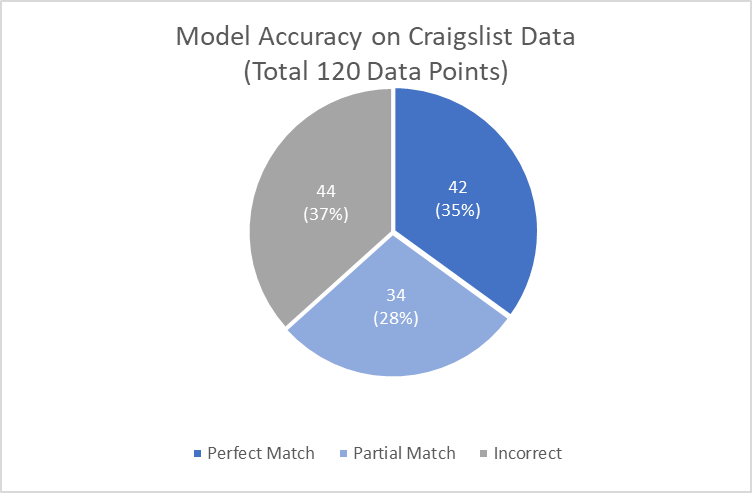 Model Accuracy on Craigslist Data
(Total 120 Data Points)
44
(37%)
42
(35%)
34
(28%)
Perfect Match
Partial Match
Incorrect